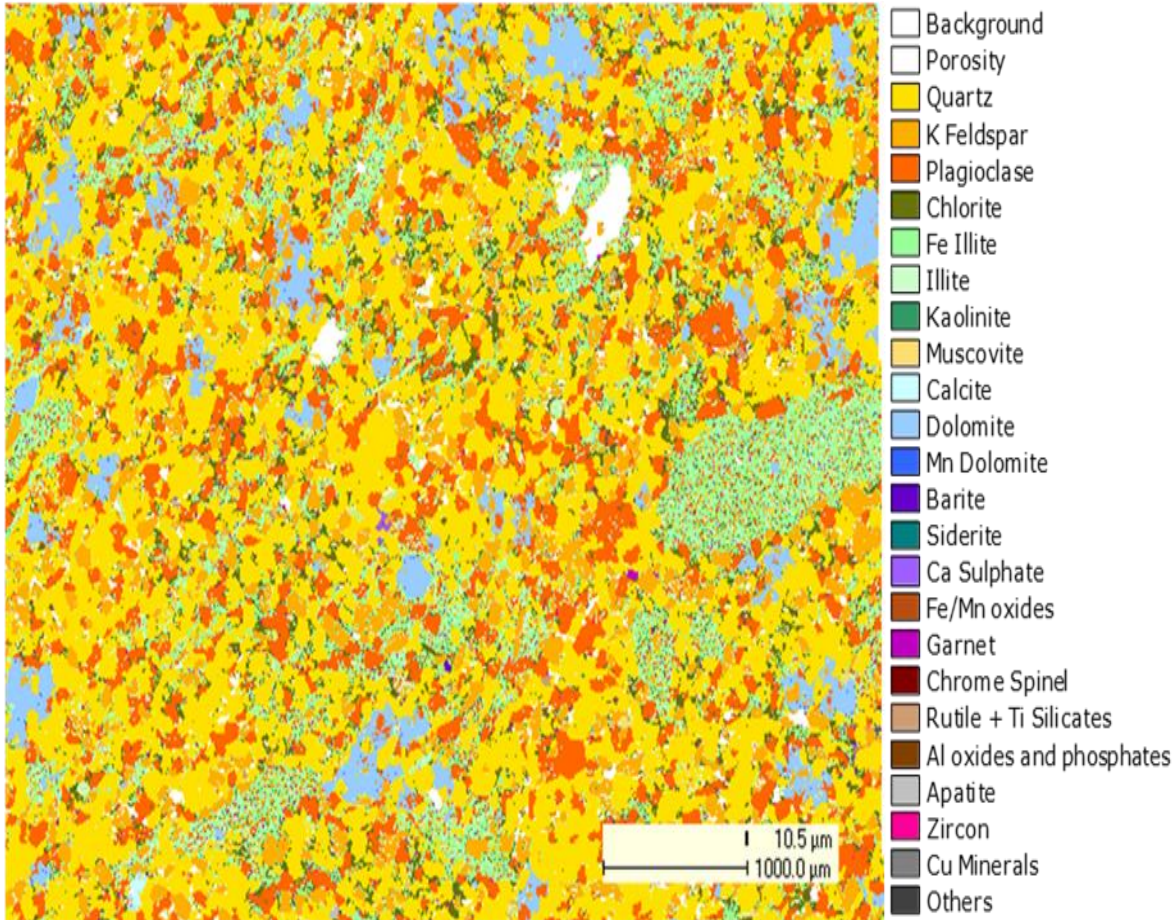 Background
Porosity
Quartz
K Feldspar
Plagioclase
Chlorite
Fe Illite
Illite
Kaolinite
Muscovite
Calcite
Dolomite
Mn Dolomite
Barite
Siderite
Ca Sulphate
Fe/Mn oxides
Garnet
Chrome Spinel
Rutile + Ti Silicates
Al oxides and phosphates
Apatite
Zircon
Cu Minerals
Others
10.5 µm
1000.0 µm